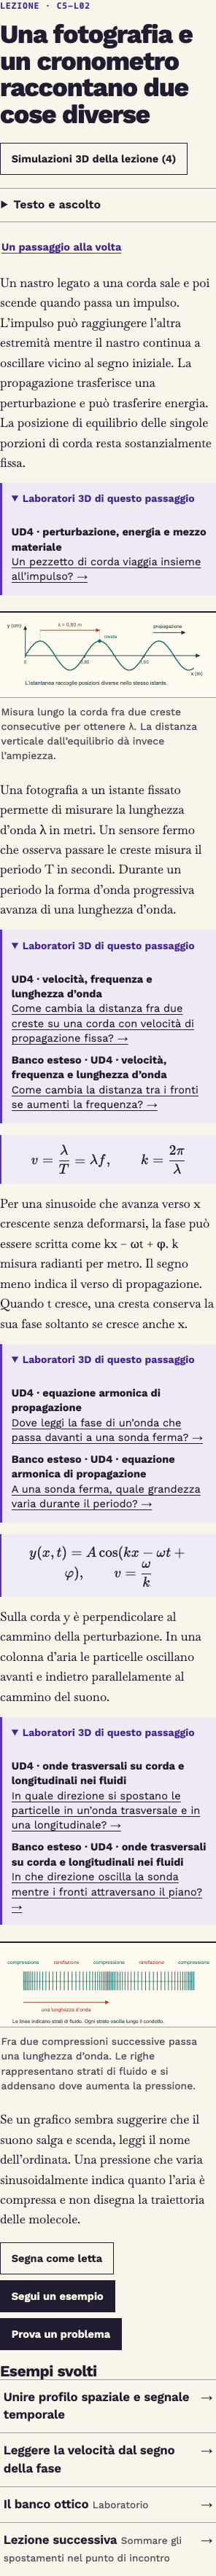 LEZIONE · C5-L02
Una fotografia e
un cronometro
raccontano due
cose diverse
Simulazioni 3D della lezione (4)
▶ Testo e ascolto
Un passaggio alla volta
Un nastro legato a una corda sale e poi
scende quando passa un impulso.
L’impulso può raggiungere l’altra
estremità mentre il nastro continua a
oscillare vicino al segno iniziale. La
propagazione trasferisce una
perturbazione e può trasferire energia.
La posizione di equilibrio delle singole
porzioni di corda resta sostanzialmente
fissa.
▼ Laboratori 3D di questo passaggio
UD4 · perturbazione, energia e mezzo
materiale
Un pezzetto di corda viaggia insieme
all’impulso? →
y (cm)
λ = 0,85 m
propagazione
cresta
0
x (m)
L’istantanea raccoglie posizioni diverse nello stesso istante.
Misura lungo la corda fra due creste
consecutive per ottenere λ. La distanza
verticale dall’equilibrio dà invece
l’ampiezza.
Una fotografia a un istante fissato
permette di misurare la lunghezza
d’onda λ in metri. Un sensore fermo
che osserva passare le creste misura il
periodo T in secondi. Durante un
periodo la forma d’onda progressiva
avanza di una lunghezza d’onda.
▼ Laboratori 3D di questo passaggio
UD4 · velocità, frequenza e
lunghezza d’onda
Come cambia la distanza fra due
creste su una corda con velocità di
propagazione fissa? →
Banco esteso · UD4 · velocità,
frequenza e lunghezza d’onda
Come cambia la distanza tra i fronti
se aumenti la frequenza? →
v = λ/T = λf, k = 2π/λ
Per una sinusoide che avanza verso x
crescente senza deformarsi, la fase può
essere scritta come kx − ωt + φ. k
misura radianti per metro. Il segno
meno indica il verso di propagazione.
Quando t cresce, una cresta conserva la
sua fase soltanto se cresce anche x.
▼ Laboratori 3D di questo passaggio
UD4 · equazione armonica di
propagazione
Dove leggi la fase di un’onda che
passa davanti a una sonda ferma? →
Banco esteso · UD4 · equazione
armonica di propagazione
A una sonda ferma, quale grandezza
varia durante il periodo? →
y(x, t) = A cos(kx − ωt +
φ), v = ω/k
Sulla corda y è perpendicolare al
cammino della perturbazione. In una
colonna d’aria le particelle oscillano
avanti e indietro parallelamente al
cammino del suono.
▼ Laboratori 3D di questo passaggio
UD4 · onde trasversali su corda e
longitudinali nei fluidi
In quale direzione si spostano le
particelle in un’onda trasversale e in
una longitudinale? →
Banco esteso · UD4 · onde trasversali
su corda e longitudinali nei fluidi
In che direzione oscilla la sonda
mentre i fronti attraversano il piano?
→
compressione rarefazione compressione rarefazione compressione
una lunghezza d’onda
Le linee indicano strati di fluido. Ogni strato oscilla lungo il condotto.
Fra due compressioni successive passa
una lunghezza d’onda. Le righe
rappresentano strati di fluido e si
addensano dove aumenta la pressione.
Se un grafico sembra suggerire che il
suono salga e scenda, leggi il nome
dell’ordinata. Una pressione che varia
sinusoidalmente indica quanto l’aria è
compressa e non disegna la traiettoria
delle molecole.
Segna come letta
Segui un esempio
Prova un problema
Esempi svolti
Unire profilo spaziale e segnale →
temporale
Leggere la velocità dal segno →
della fase
Il banco ottico Laboratorio →
Lezione successiva Sommare gli →
spostamenti nel punto di incontro